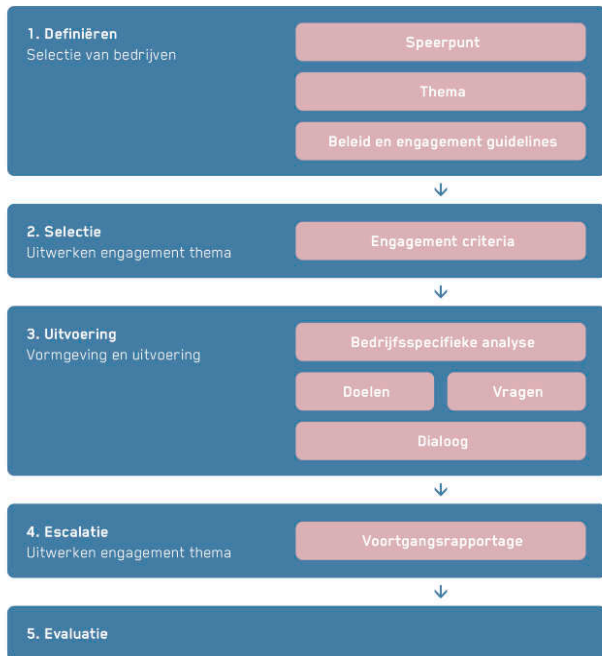 1. Definiëren
Selectie van bedrijven
Speerpunt
Thema
Beleid en engagement guidelines
2. Selectie
Uitwerken engagement thema
Engagement criteria
3. Uitvoering
Vormgeving en uitvoering
Bedrijfsspecifieke analyse
Doelen
Vragen
Dialoog
4. Escalatie
Uitwerken engagement thema
Voortgangsrapportage
5. Evaluatie